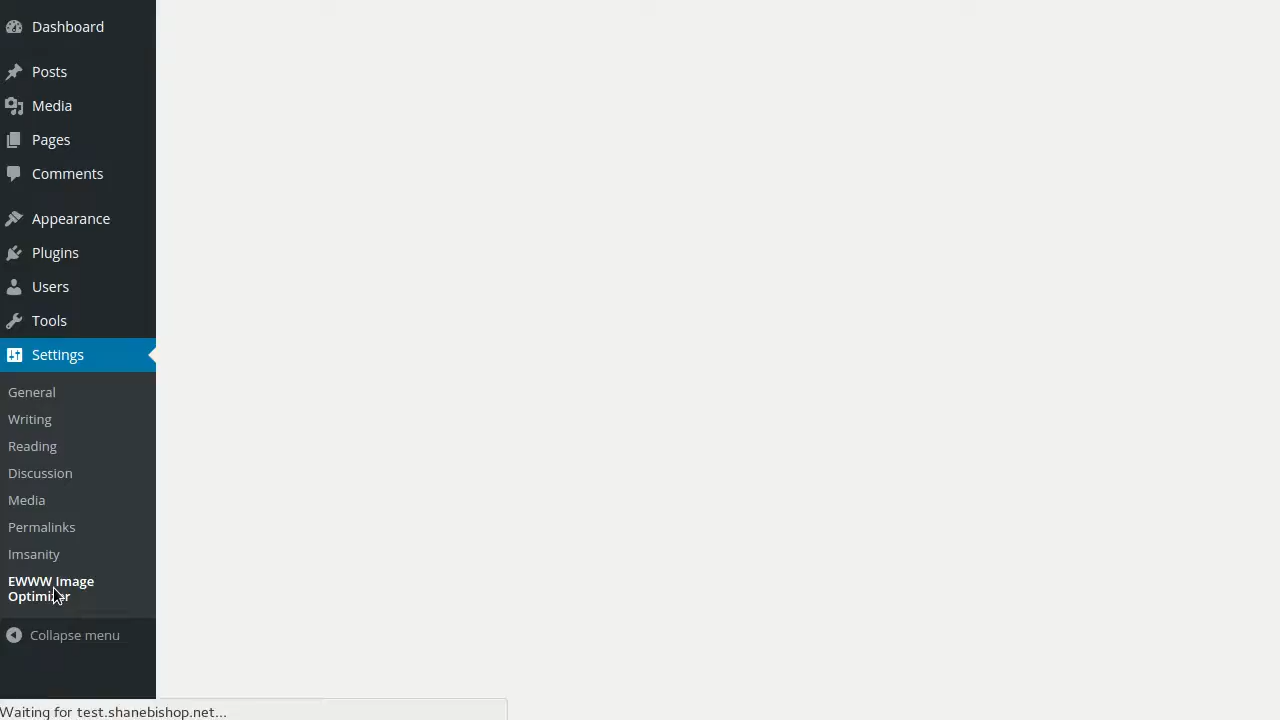 Dashboard
Posts
Media
Pages
Comments
Appearance
Plugins
Users
Tools
Settings
General
Writing
Reading
Discussion
Media
Permalinks
Imsanity
EWWW Image
Optimizer
Collapse menu
Waiting for test.shanebishop.net...